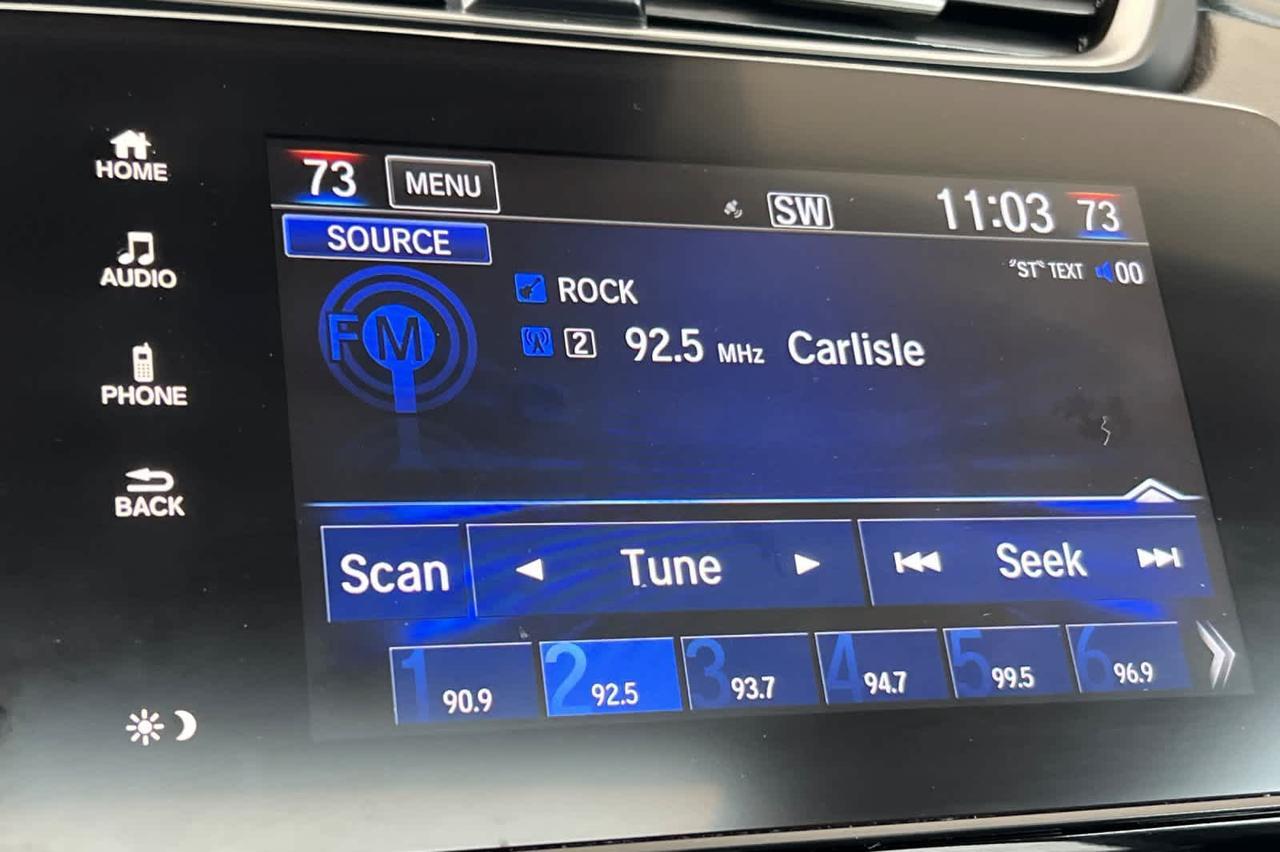 HOME
AUDIO
PHONE
BACK
73 MENU SW 11:03 73
SOURCE
"ST" TEXT 00
FM
ROCK
2 92.5 MHz Carlisle
Scan Tune Seek
1 90.9 2 92.5 3 93.7 4 94.7 5 99.5 6 96.9